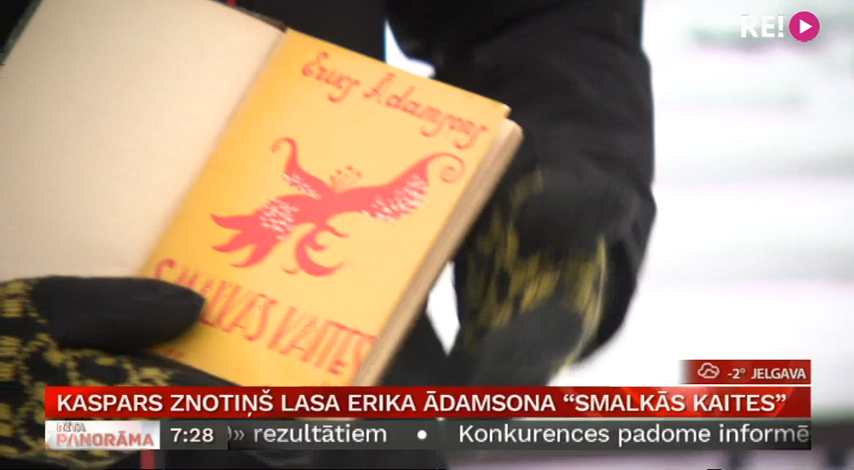 RE!
Eriks Ādamsons
SMALKĀS KAITES
-2° JELGAVA
KASPARS ZNOTIŅŠ LASA ERIKA ĀDAMSONA “SMALKĀS KAITES”
RĪTA
PANORĀMA
7:28
» rezultātiem • Konkurences padome informē